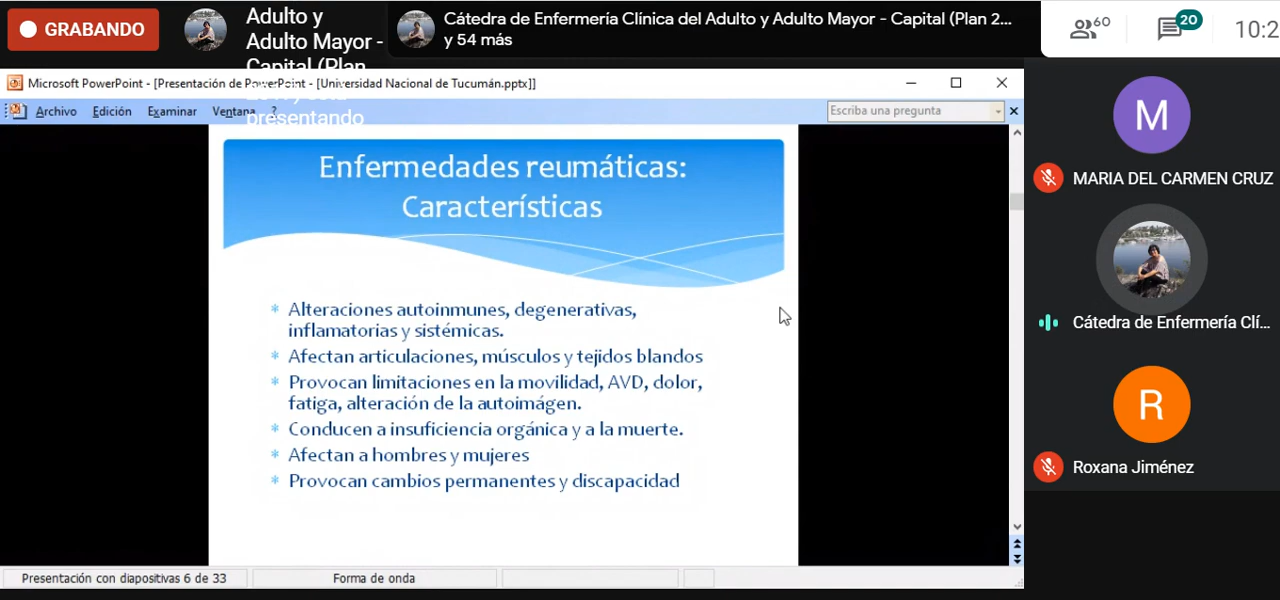 GRABANDO
Adulto y
Adulto Mayor -
Capital (Plan
presentando
Cátedra de Enfermería Clínica del Adulto y Adulto Mayor - Capital (Plan 2...
y 54 más
60
20
10:2
Microsoft PowerPoint - [Presentación de PowerPoint - [Universidad Nacional de Tucumán.pptx]]
Archivo Edición Examinar Ventana ?
Escriba una pregunta
Enfermedades reumáticas:
Características
* Alteraciones autoinmunes, degenerativas,
inflamatorias y sistémicas.
* Afectan articulaciones, músculos y tejidos blandos
* Provocan limitaciones en la movilidad, AVD, dolor,
fatiga, alteración de la autoimágen.
* Conducen a insuficiencia orgánica y a la muerte.
* Afectan a hombres y mujeres
* Provocan cambios permanentes y discapacidad
M
MARIA DEL CARMEN CRUZ
Cátedra de Enfermería Clí...
R
Roxana Jiménez
Presentación con diapositivas 6 de 33
Forma de onda